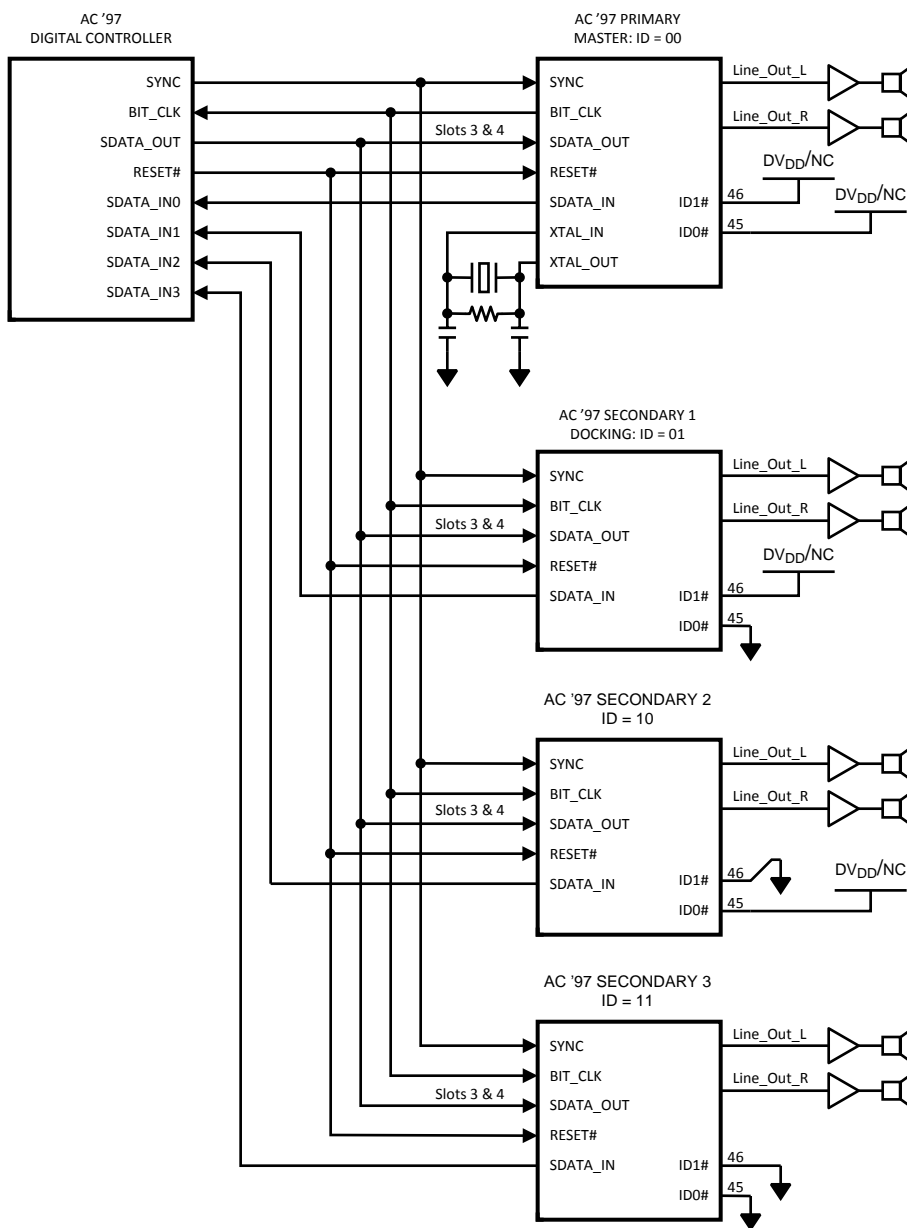 AC '97
DIGITAL CONTROLLER
SYNC
BIT_CLK
SDATA_OUT
RESET#
SDATA_IN0
SDATA_IN1
SDATA_IN2
SDATA_IN3
AC '97 PRIMARY
MASTER: ID = 00
SYNC
BIT_CLK
Slots 3 & 4
SDATA_OUT
RESET#
SDATA_IN
XTAL_IN
XTAL_OUT
ID1#
ID0#
46
45
Line_Out_L
Line_Out_R
DVDD/NC
DVDD/NC
AC '97 SECONDARY 1
DOCKING: ID = 01
SYNC
BIT_CLK
Slots 3 & 4
SDATA_OUT
RESET#
SDATA_IN
ID1#
ID0#
46
45
Line_Out_L
Line_Out_R
DVDD/NC
AC '97 SECONDARY 2
ID = 10
SYNC
BIT_CLK
Slots 3 & 4
SDATA_OUT
RESET#
SDATA_IN
ID1#
ID0#
46
45
Line_Out_L
Line_Out_R
DVDD/NC
AC '97 SECONDARY 3
ID = 11
SYNC
BIT_CLK
Slots 3 & 4
SDATA_OUT
RESET#
SDATA_IN
ID1#
ID0#
46
45
Line_Out_L
Line_Out_R